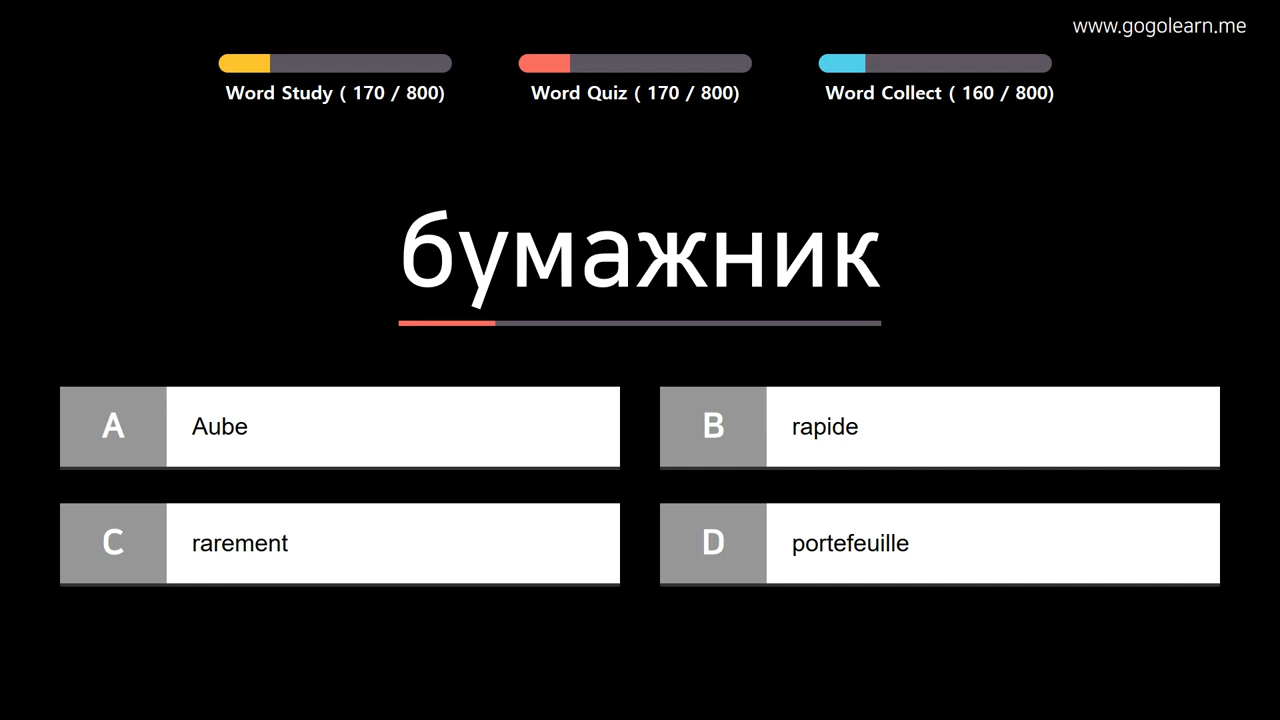 www.gogolearn.me
Word Study ( 170 / 800)
Word Quiz ( 170 / 800)
Word Collect ( 160 / 800)
бумажник
A Aube
B rapide
C rarement
D portefeuille